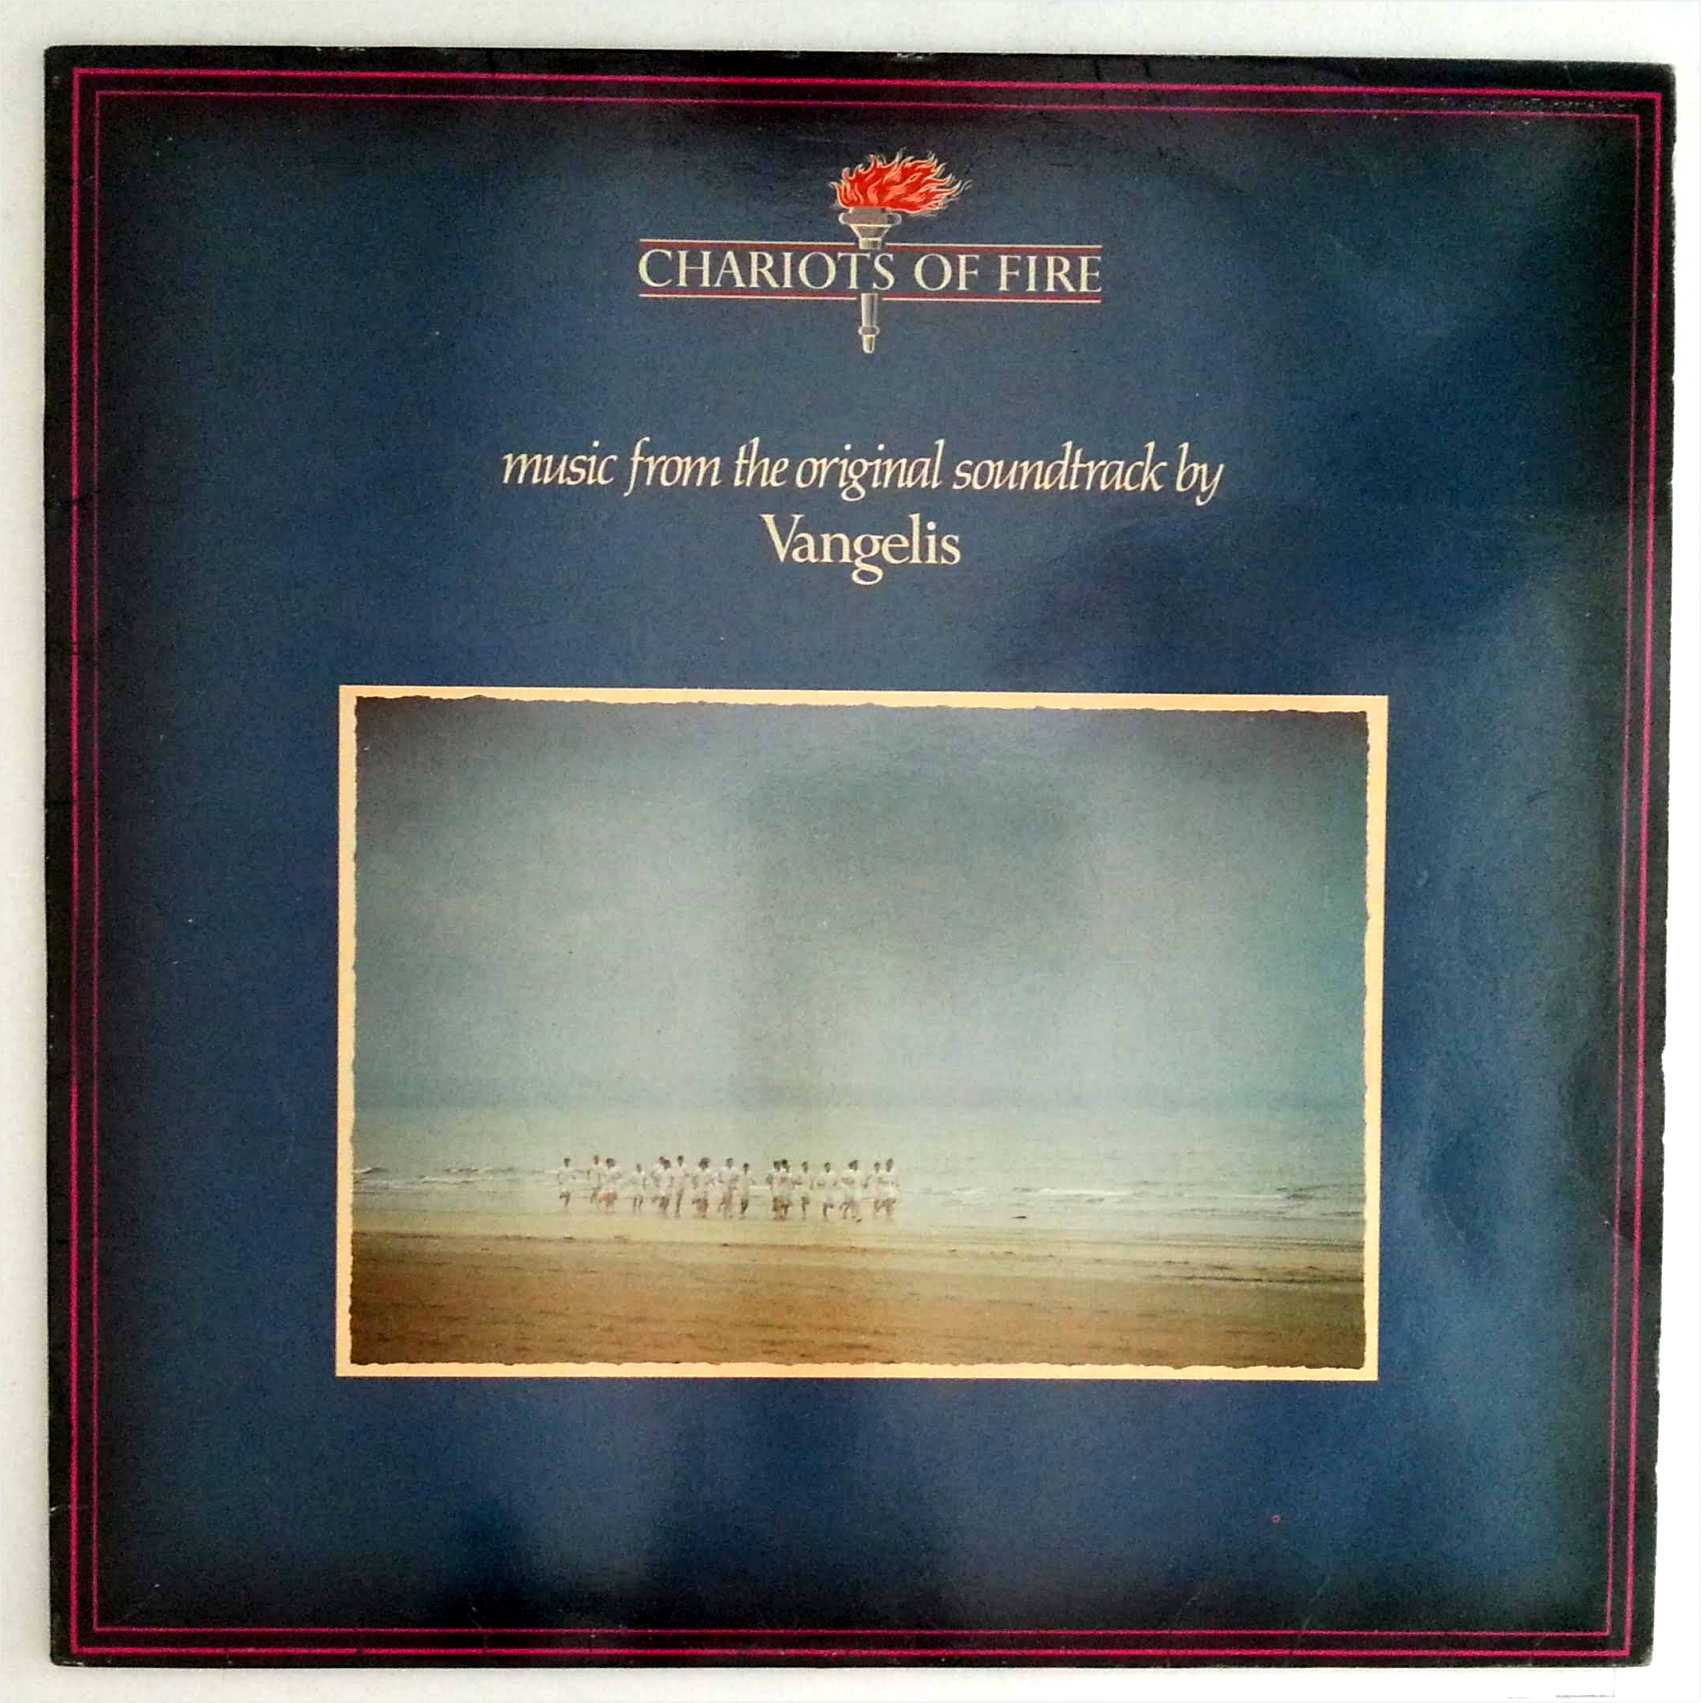 CHARIOTS OF FIRE
music from the original soundtrack by
Vangelis